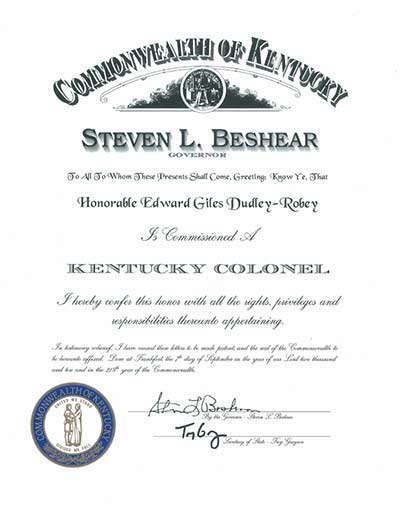 COMMONWEALTH OF KENTUCKY
STEVEN L. BESHEAR
GOVERNOR
To All To Whom These Presents Shall Come, Greeting: Know Ye, That
Honorable Edward Giles Dudley-Robey
Is Commissioned A
KENTUCKY COLONEL
I hereby confer this honor with all the rights, privileges and
responsibilities thereunto appertaining.
In testimony whereof, I have caused these letters to be made patent, and the seal of the Commonwealth to
be hereunto affixed. Done at Frankfort, the 7th day of September in the year of our Lord two thousand
and ten and in the 219th year of the Commonwealth.
By the Governor - Steven L. Beshear
Secretary of State - Trey Grayson
COMMONWEALTH OF KENTUCKY
UNITED WE STAND
DIVIDED WE FALL